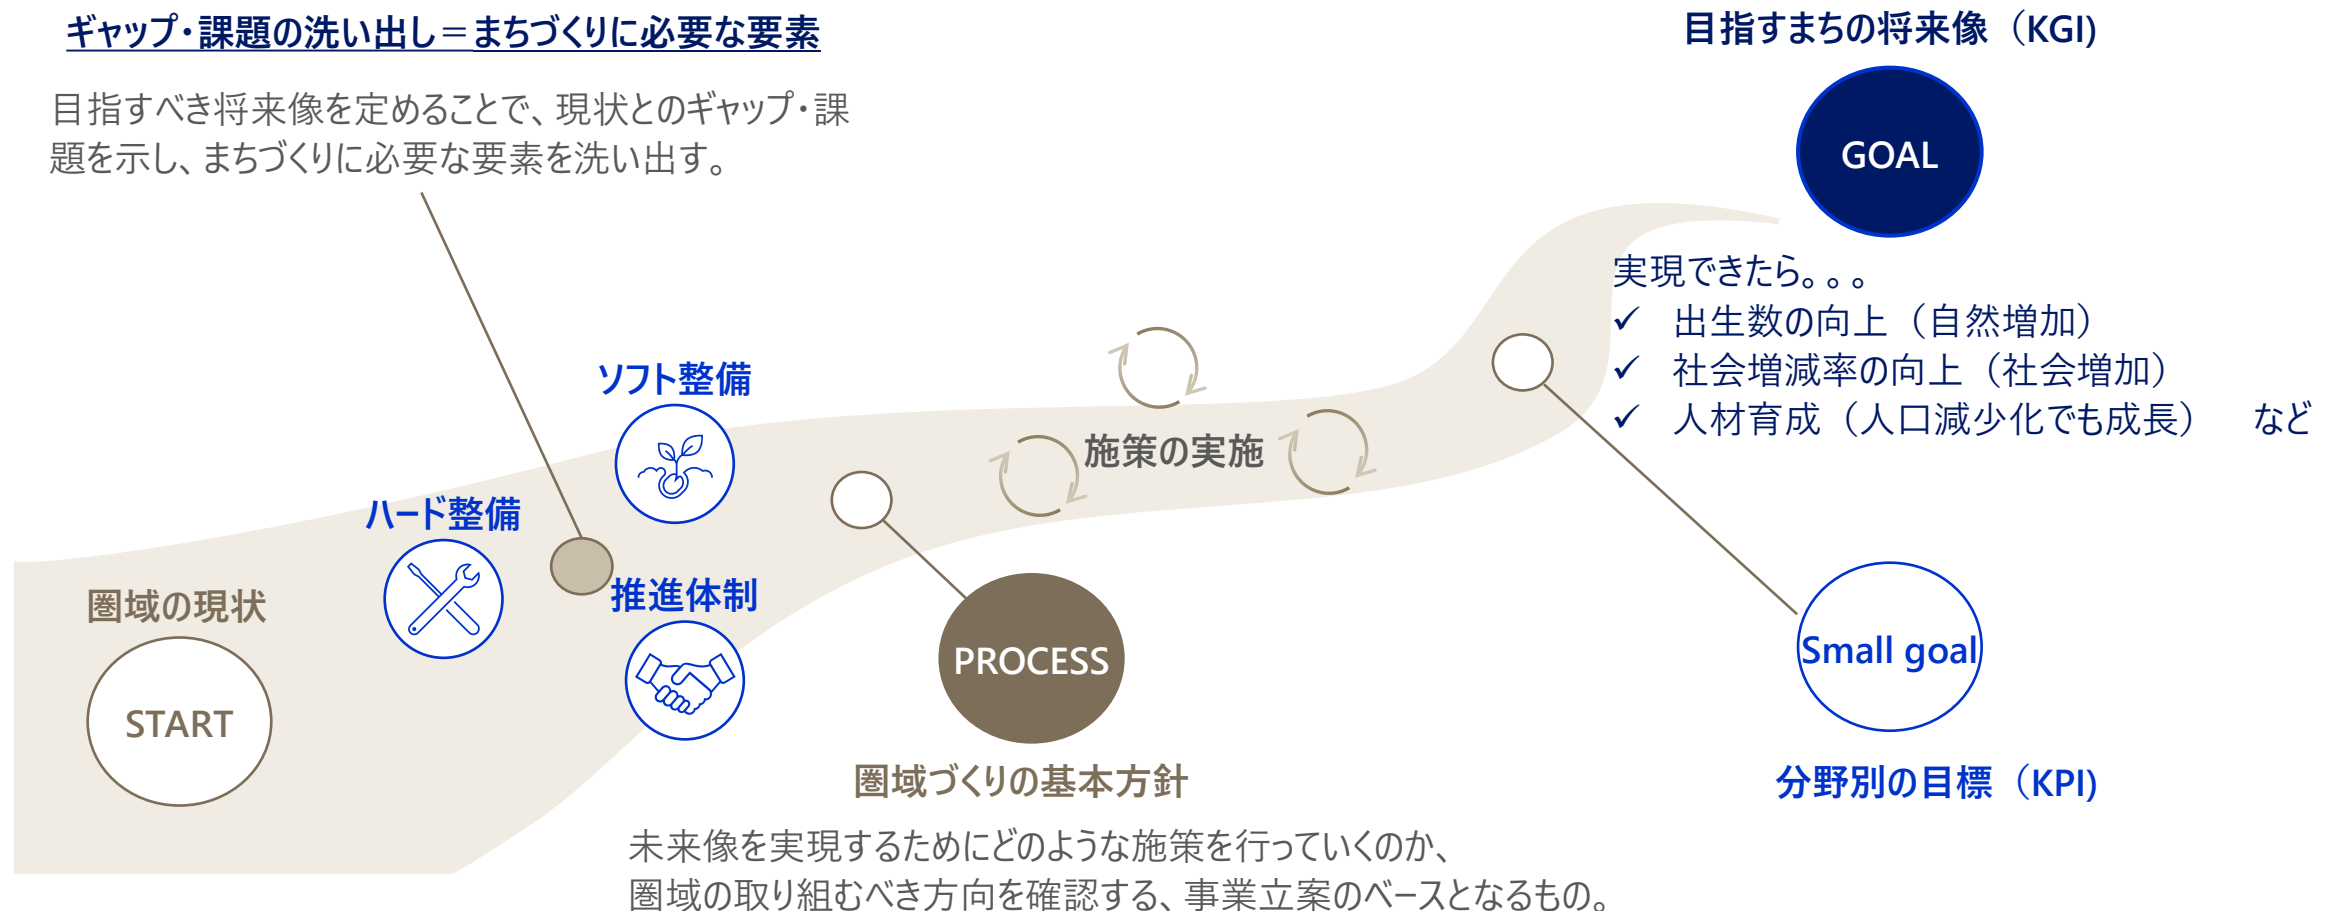 ギャップ・課題の洗い出し＝まちづくりに必要な要素
目指すべき将来像を定めることで、現状とのギャップ・課
題を示し、まちづくりに必要な要素を洗い出す。
目指すまちの将来像（KGI)
GOAL
実現できたら。。。
✓ 出生数の向上（自然増加）
✓ 社会増減率の向上（社会増加）
✓ 人材育成（人口減少化でも成長）　など
ソフト整備
ハード整備
施策の実施
圏域の現状
START
推進体制
PROCESS
圏域づくりの基本方針
未来像を実現するためにどのような施策を行っていくのか、
圏域の取り組むべき方向を確認する、事業立案のベースとなるもの。
Small goal
分野別の目標（KPI)